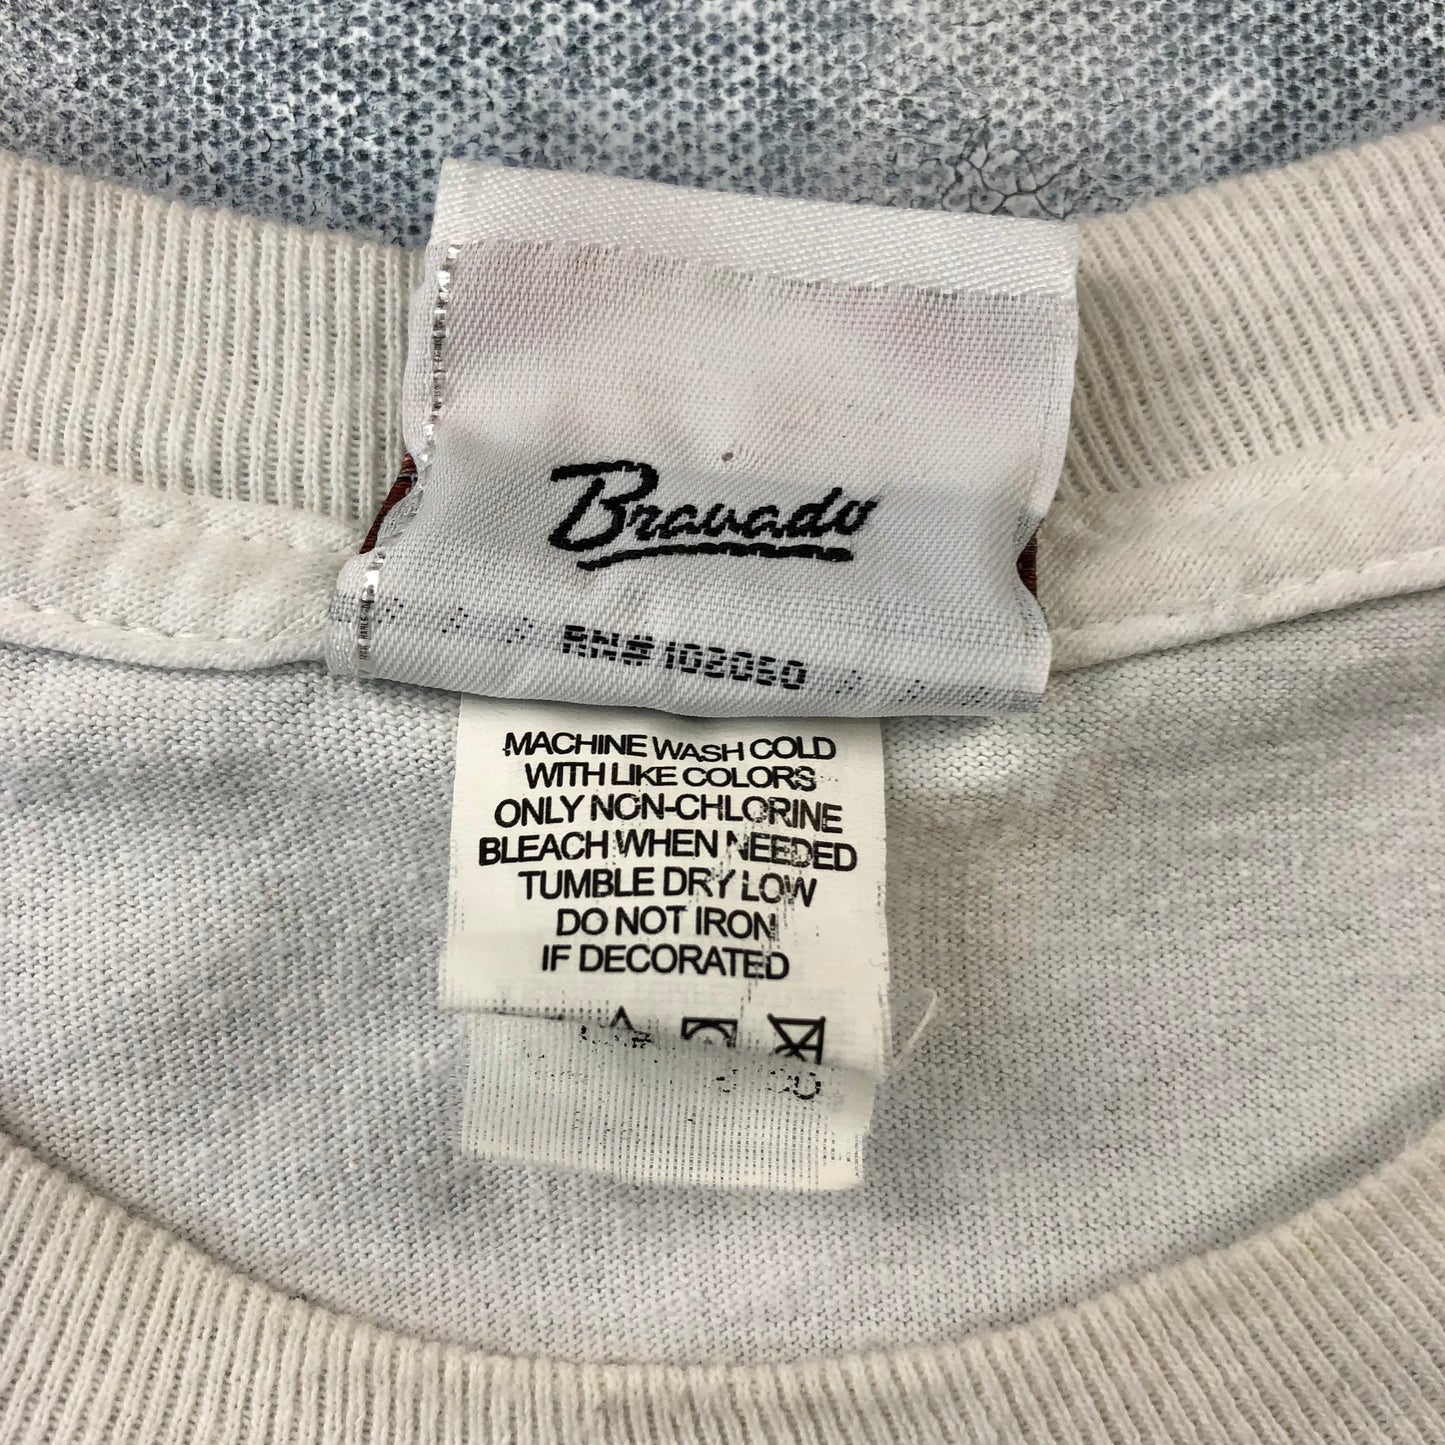 Bravado
RN#102060
MACHINE WASH COLD
WITH LIKE COLORS
ONLY NON-CHLORINE
BLEACH WHEN NEEDED
TUMBLE DRY LOW
DO NOT IRON
IF DECORATED